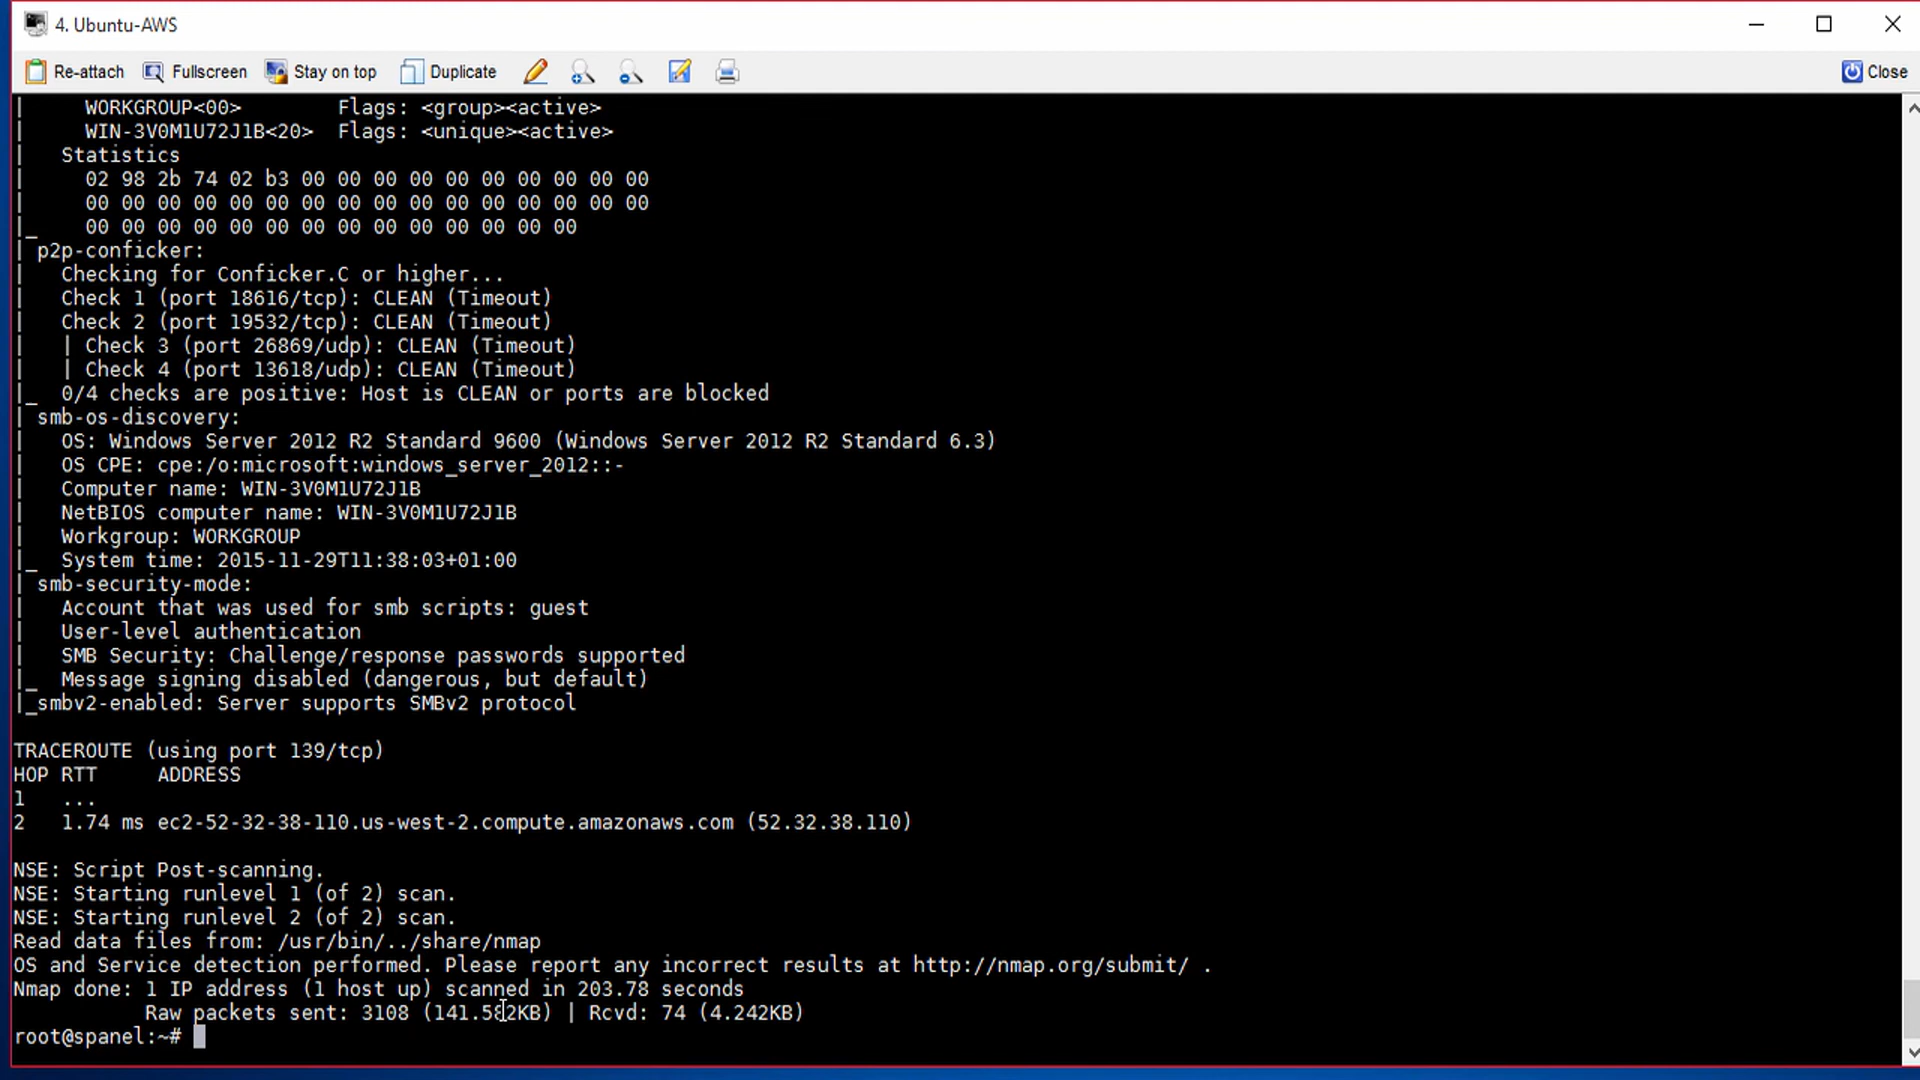 4. Ubuntu-AWS
Re-attach Fullscreen Stay on top Duplicate Close
|     WORKGROUP<00>        Flags: <group><active>
|     WIN-3V0M1U72J1B<20>  Flags: <unique><active>
|   Statistics
|     02 98 2b 74 02 b3 00 00 00 00 00 00 00 00 00 00
|     00 00 00 00 00 00 00 00 00 00 00 00 00 00 00 00
|_    00 00 00 00 00 00 00 00 00 00 00 00 00 00
| p2p-conficker:
|   Checking for Conficker.C or higher...
|   Check 1 (port 18616/tcp): CLEAN (Timeout)
|   Check 2 (port 19532/tcp): CLEAN (Timeout)
|   | Check 3 (port 26869/udp): CLEAN (Timeout)
|   | Check 4 (port 13618/udp): CLEAN (Timeout)
|_  0/4 checks are positive: Host is CLEAN or ports are blocked
| smb-os-discovery:
|   OS: Windows Server 2012 R2 Standard 9600 (Windows Server 2012 R2 Standard 6.3)
|   OS CPE: cpe:/o:microsoft:windows_server_2012::-
|   Computer name: WIN-3V0M1U72J1B
|   NetBIOS computer name: WIN-3V0M1U72J1B
|   Workgroup: WORKGROUP
|_  System time: 2015-11-29T11:38:03+01:00
| smb-security-mode:
|   Account that was used for smb scripts: guest
|   User-level authentication
|   SMB Security: Challenge/response passwords supported
|_  Message signing disabled (dangerous, but default)
|_smbv2-enabled: Server supports SMBv2 protocol
TRACEROUTE (using port 139/tcp)
HOP RTT     ADDRESS
1   ...
2   1.74 ms ec2-52-32-38-110.us-west-2.compute.amazonaws.com (52.32.38.110)
NSE: Script Post-scanning.
NSE: Starting runlevel 1 (of 2) scan.
NSE: Starting runlevel 2 (of 2) scan.
Read data files from: /usr/bin/../share/nmap
OS and Service detection performed. Please report any incorrect results at http://nmap.org/submit/ .
Nmap done: 1 IP address (1 host up) scanned in 203.78 seconds
           Raw packets sent: 3108 (141.582KB) | Rcvd: 74 (4.242KB)
root@spanel:~#